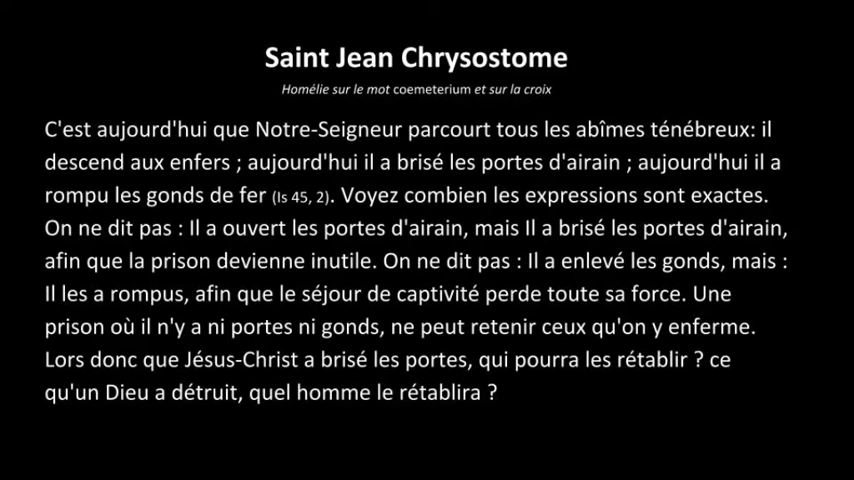 Saint Jean Chrysostome
Homélie sur le mot coemeterium et sur la croix
C'est aujourd'hui que Notre-Seigneur parcourt tous les abîmes ténébreux: il
descend aux enfers ; aujourd'hui il a brisé les portes d'airain ; aujourd'hui il a
rompu les gonds de fer (Is 45, 2). Voyez combien les expressions sont exactes.
On ne dit pas : Il a ouvert les portes d'airain, mais Il a brisé les portes d'airain,
afin que la prison devienne inutile. On ne dit pas : Il a enlevé les gonds, mais :
Il les a rompus, afin que le séjour de captivité perde toute sa force. Une
prison où il n'y a ni portes ni gonds, ne peut retenir ceux qu'on y enferme.
Lors donc que Jésus-Christ a brisé les portes, qui pourra les rétablir ? ce
qu'un Dieu a détruit, quel homme le rétablira ?